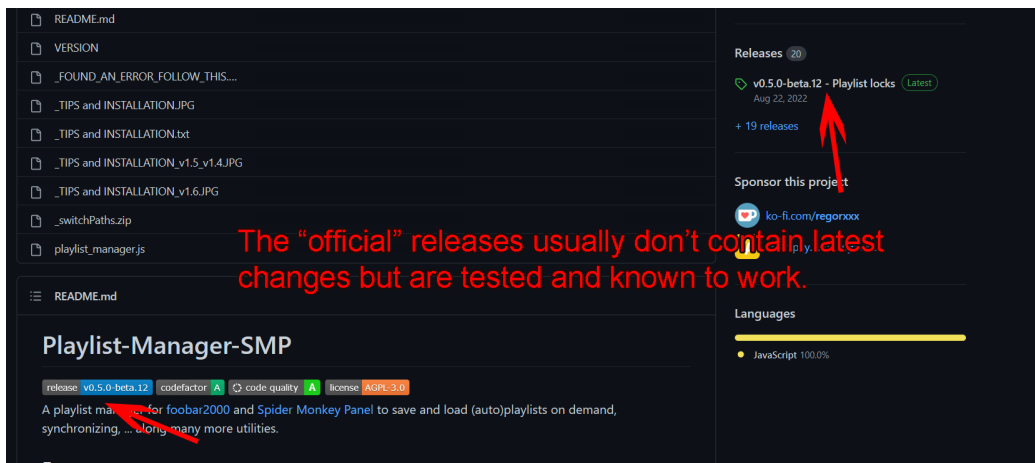 README.md
VERSION
_FOUND_AN_ERROR_FOLLOW_THIS....
_TIPS and INSTALLATION.JPG
_TIPS and INSTALLATION.txt
_TIPS and INSTALLATION_v1.5_v1.4.JPG
_TIPS and INSTALLATION_v1.6.JPG
_switchPaths.zip
playlist_manager.js
README.md
Playlist-Manager-SMP
release v0.5.0-beta.12 codefactor A code quality A license AGPL-3.0
A playlist manager for foobar2000 and Spider Monkey Panel to save and load (auto)playlists on demand,
synchronizing, ... along many more utilities.
Releases 20
v0.5.0-beta.12 - Playlist locks Latest
Aug 22, 2022
+ 19 releases
Sponsor this project
ko-fi.com/regorxxx
Languages
JavaScript 100.0%
The “official” releases usually don’t contain latest
changes but are tested and known to work.